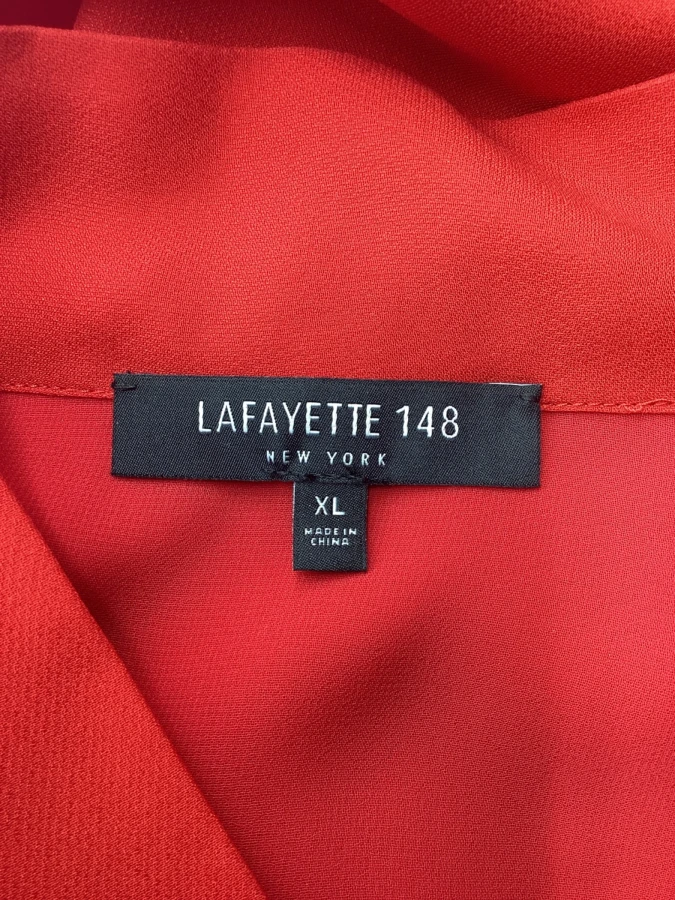 LAFAYETTE 148
NEW YORK
XL
MADE IN
CHINA